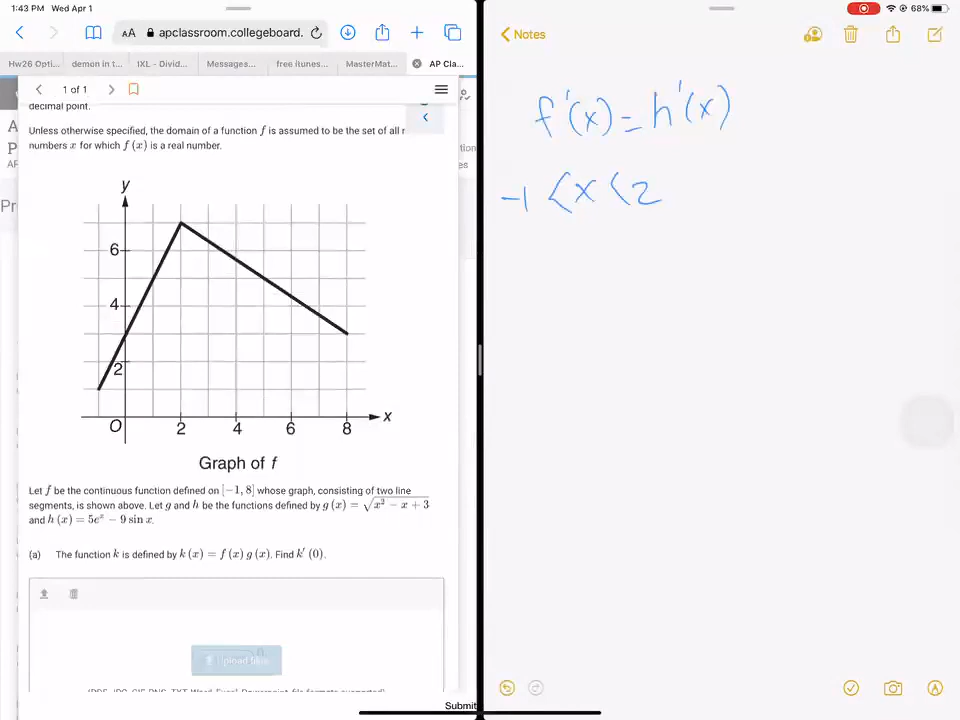 1:43 PM Wed Apr 1
68%
AA apclassroom.collegeboard.
Hw26 Opti... demon in t... IXL - Divid... Messages... free itunes... MasterMat... AP Cla...
1 of 1
decimal point.
Unless otherwise specified, the domain of a function f is assumed to be the set of all r
numbers x for which f (x) is a real number.
y
6
4
2
O 2 4 6 8 x
Graph of f
Let f be the continuous function defined on [−1, 8] whose graph, consisting of two line
segments, is shown above. Let g and h be the functions defined by g (x) = √x² − x + 3
and h (x) = 5eˣ − 9 sin x.
(a) The function k is defined by k (x) = f (x) g (x). Find k′ (0).
Upload files
Submit
Notes
f'(x) = h'(x)
-1 < x < 2